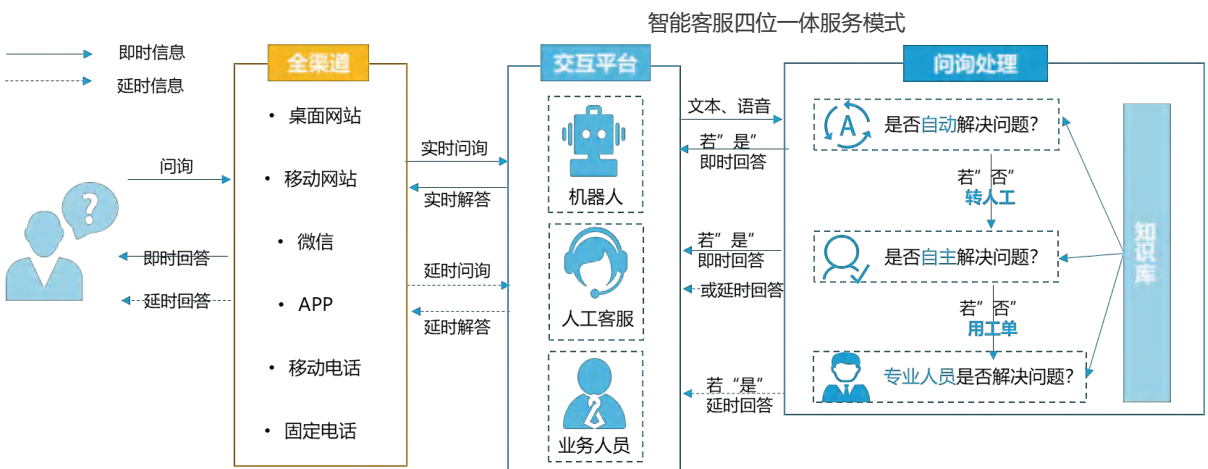 智能客服四位一体服务模式
即时信息
延时信息
全渠道
• 桌面网站
• 移动网站
• 微信
• APP
• 移动电话
• 固定电话
问询
?
即时回答
延时回答
实时问询
实时解答
延时问询
延时解答
交互平台
机器人
人工客服
业务人员
文本、语音
若”是”
即时回答
若”是”
即时回答
或延时回答
若“是”
延时回答
问询处理
A
是否自动解决问题?
若”否”
转人工
是否自主解决问题?
若”否”
用工单
专业人员是否解决问题?
知识库